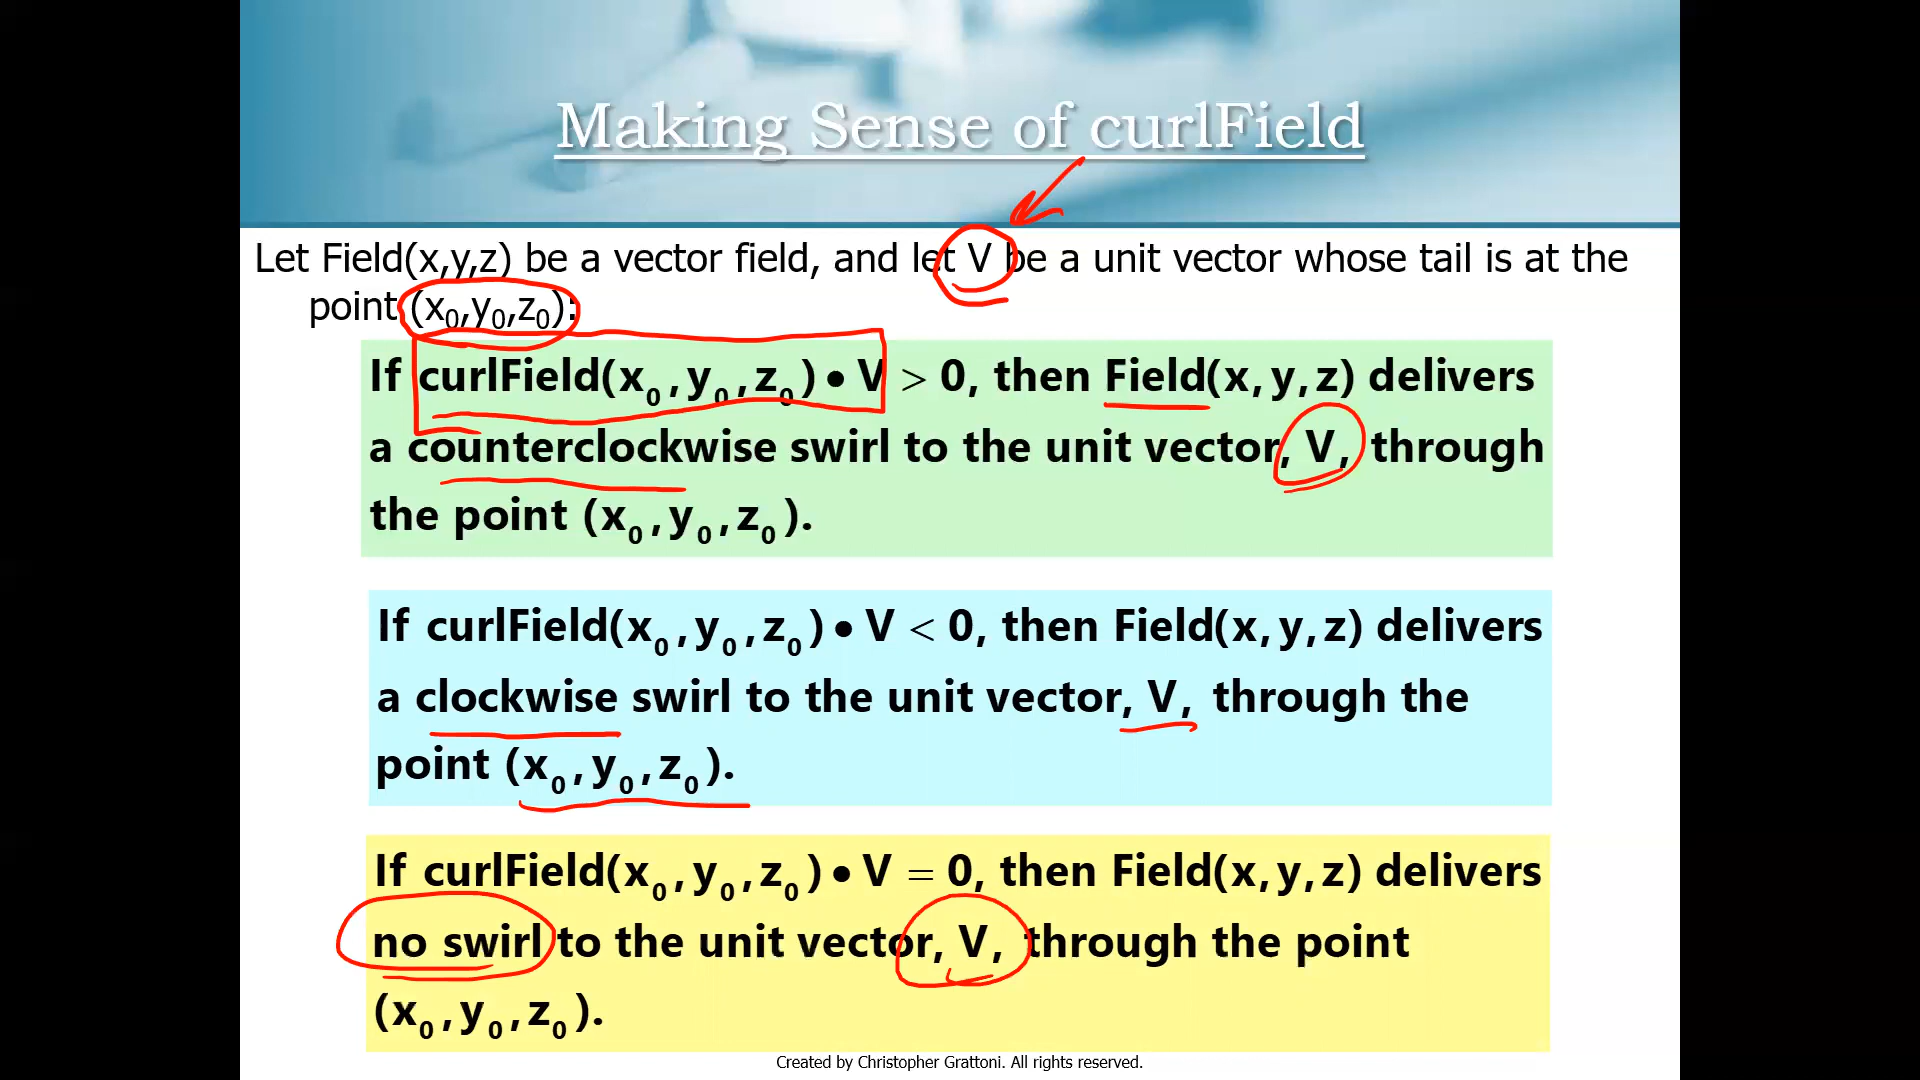 Making Sense of curlField
Let Field(x,y,z) be a vector field, and let V be a unit vector whose tail is at the
point (x₀,y₀,z₀):
If curlField(x₀,y₀,z₀)•V > 0, then Field(x,y,z) delivers
a counterclockwise swirl to the unit vector, V, through
the point (x₀,y₀,z₀).
If curlField(x₀,y₀,z₀)•V < 0, then Field(x,y,z) delivers
a clockwise swirl to the unit vector, V, through the
point (x₀,y₀,z₀).
If curlField(x₀,y₀,z₀)•V = 0, then Field(x,y,z) delivers
no swirl to the unit vector, V, through the point
(x₀,y₀,z₀).
Created by Christopher Grattoni. All rights reserved.